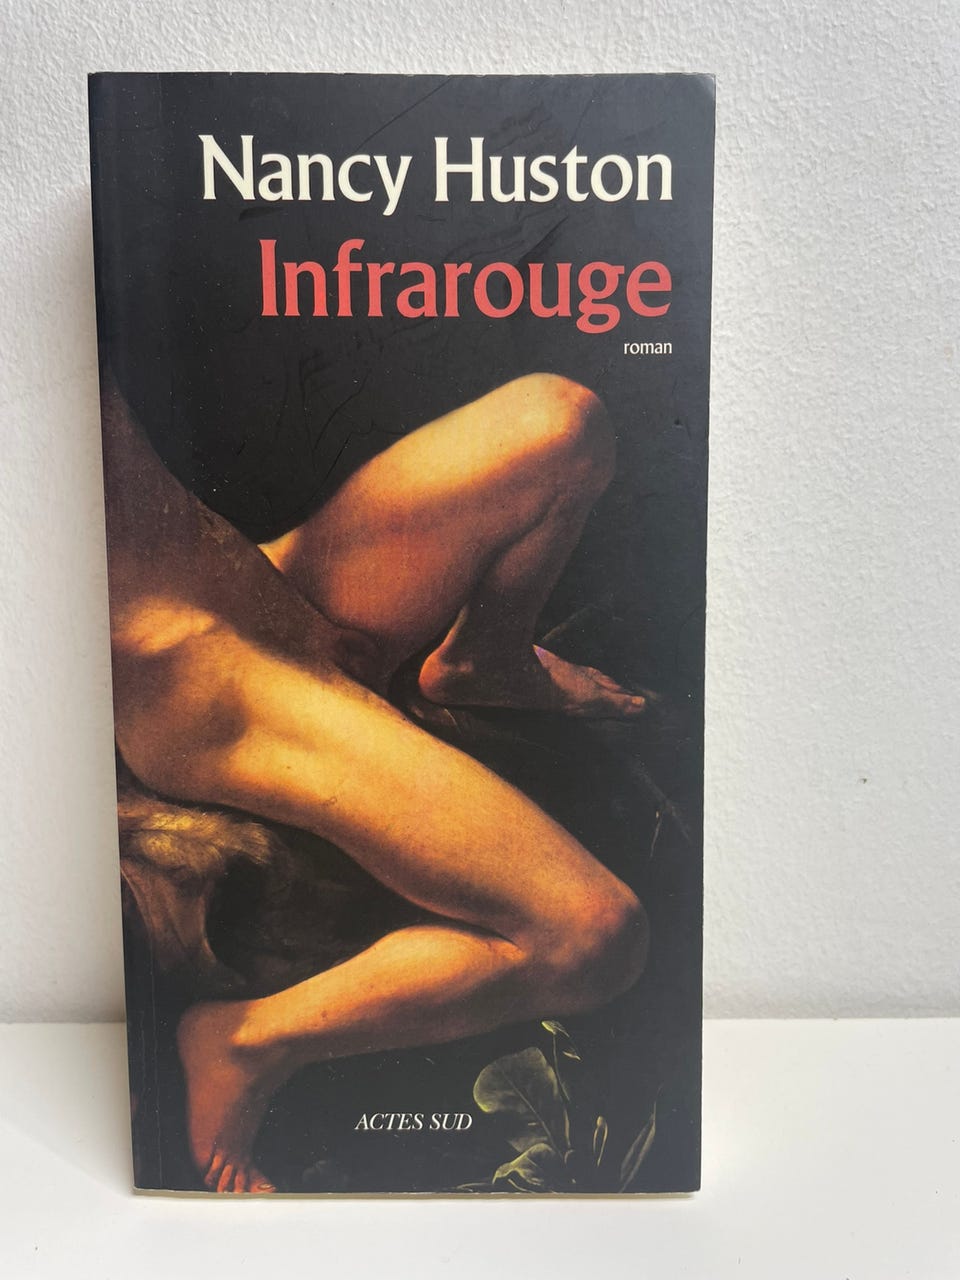 Nancy Huston
Infrarouge
roman
ACTES SUD